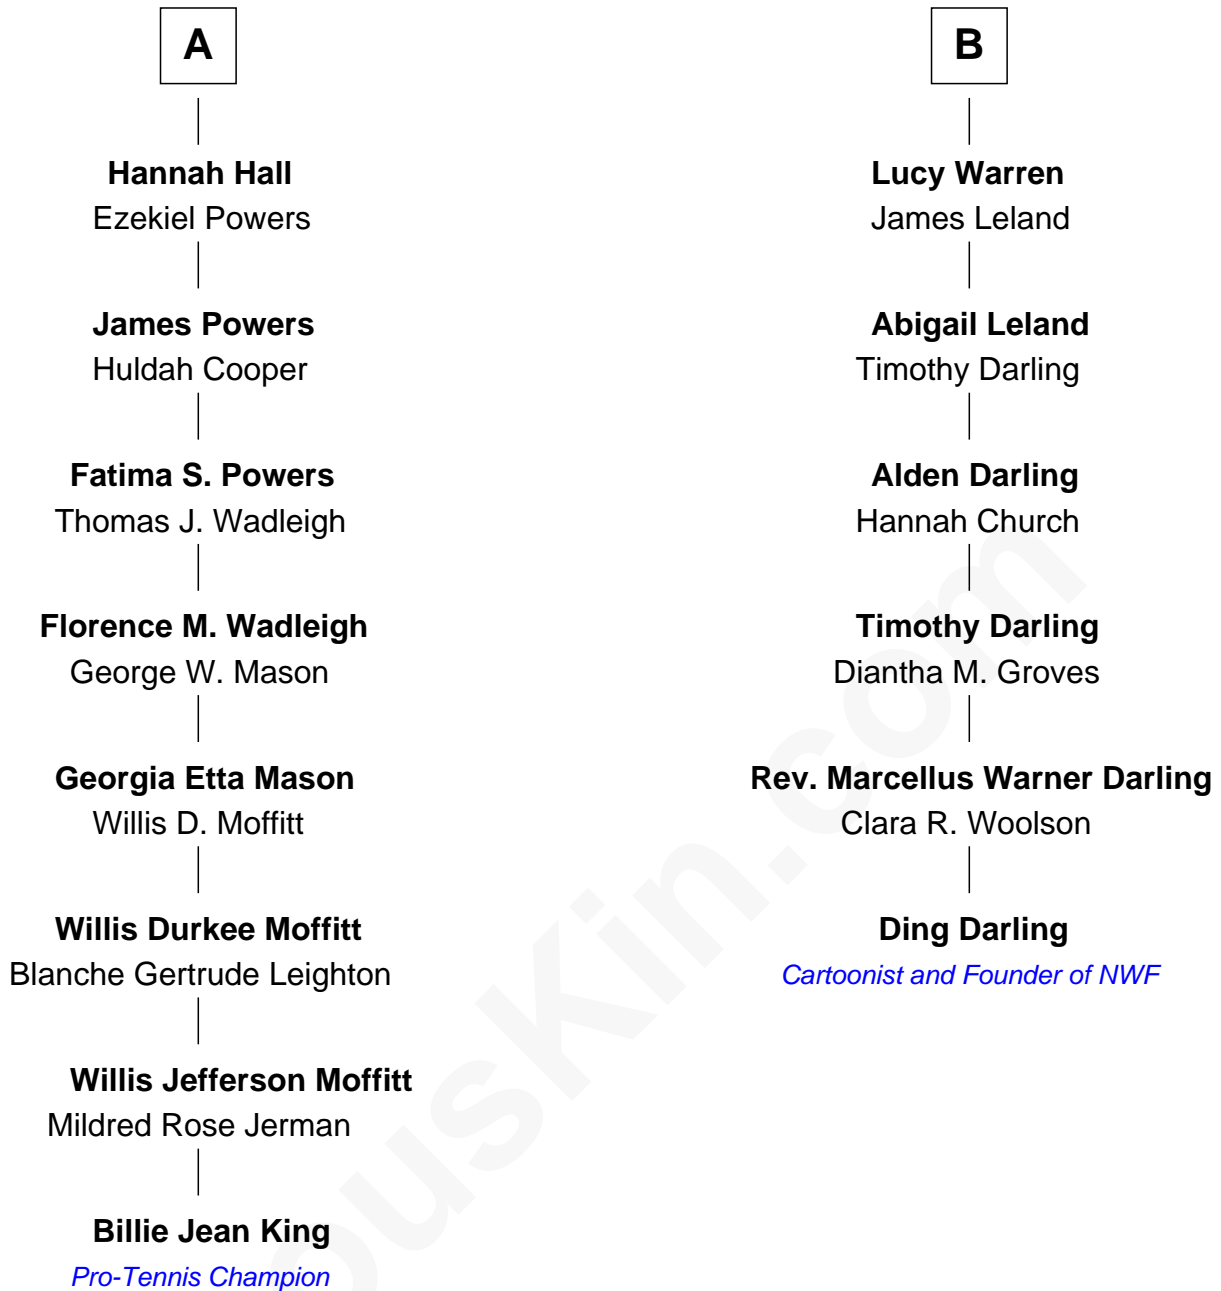 A
Hannah Hall
Ezekiel Powers
James Powers
Huldah Cooper
Fatima S. Powers
Thomas J. Wadleigh
Florence M. Wadleigh
George W. Mason
Georgia Etta Mason
Willis D. Moffitt
Willis Durkee Moffitt
Blanche Gertrude Leighton
Willis Jefferson Moffitt
Mildred Rose Jerman
Billie Jean King
Pro-Tennis Champion
B
Lucy Warren
James Leland
Abigail Leland
Timothy Darling
Alden Darling
Hannah Church
Timothy Darling
Diantha M. Groves
Rev. Marcellus Warner Darling
Clara R. Woolson
Ding Darling
Cartoonist and Founder of NWF
ousKin.com